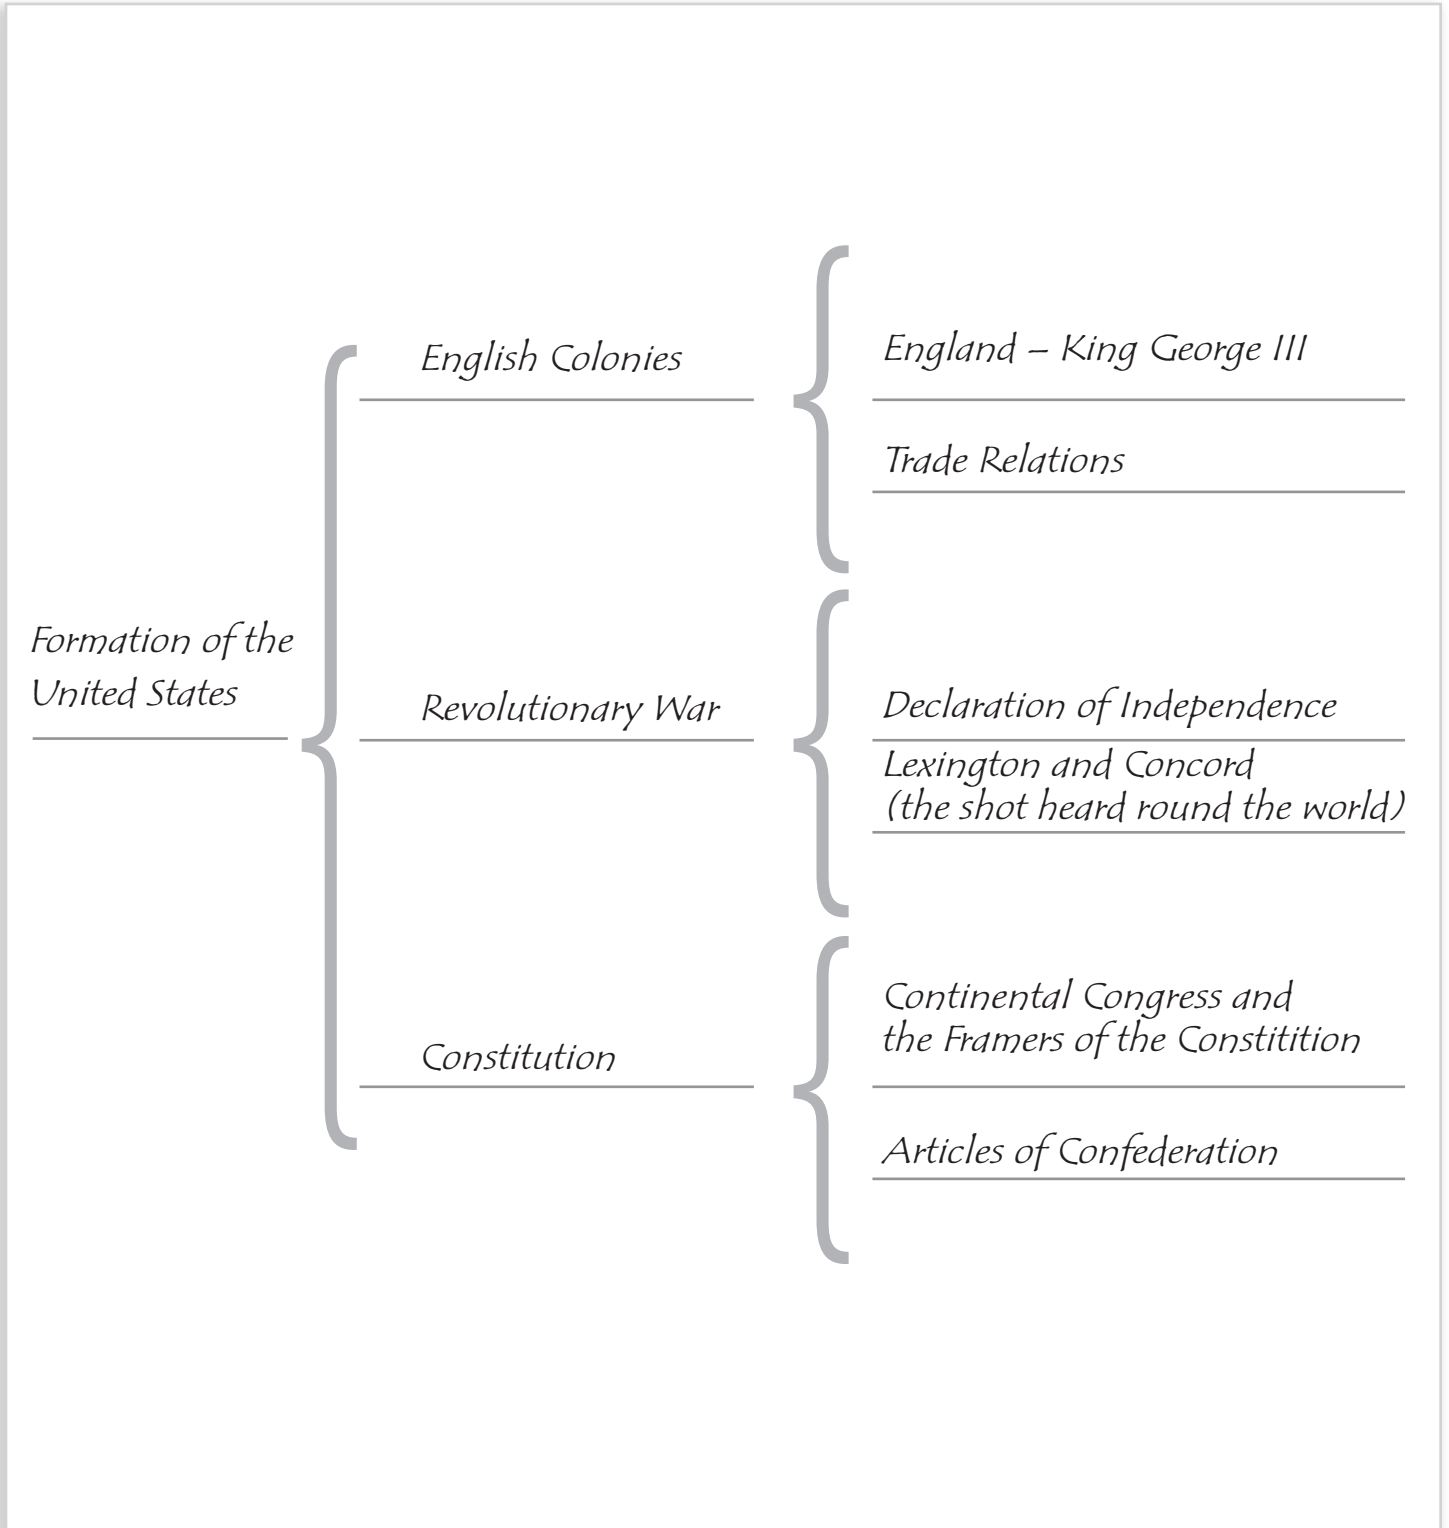 Formation of the
United States
English Colonies
England – King George III
Trade Relations
Revolutionary War
Declaration of Independence
Lexington and Concord
(the shot heard round the world)
Constitution
Continental Congress and
the Framers of the Constitition
Articles of Confederation